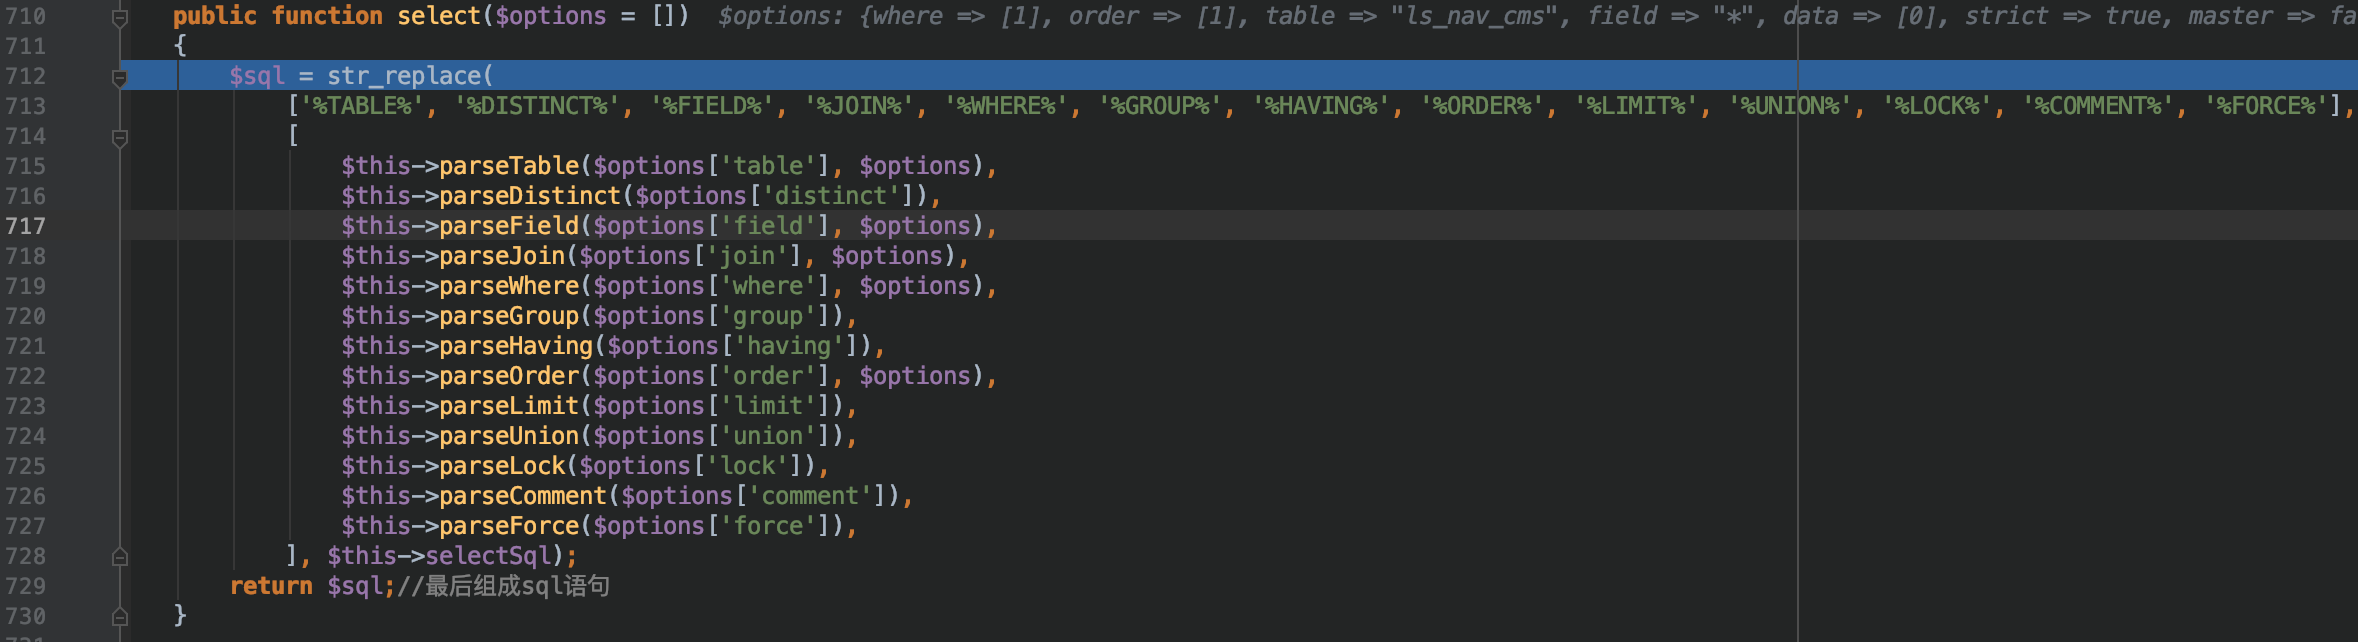 710 public function select($options = []) $options: {where => [1], order => [1], table => "ls_nav_cms", field => "*", data => [0], strict => true, master => fa
711 {
712 $sql = str_replace(
713 ['%TABLE%', '%DISTINCT%', '%FIELD%', '%JOIN%', '%WHERE%', '%GROUP%', '%HAVING%', '%ORDER%', '%LIMIT%', '%UNION%', '%LOCK%', '%COMMENT%', '%FORCE%'],
714 [
715 $this->parseTable($options['table'], $options),
716 $this->parseDistinct($options['distinct']),
717 $this->parseField($options['field'], $options),
718 $this->parseJoin($options['join'], $options),
719 $this->parseWhere($options['where'], $options),
720 $this->parseGroup($options['group']),
721 $this->parseHaving($options['having']),
722 $this->parseOrder($options['order'], $options),
723 $this->parseLimit($options['limit']),
724 $this->parseUnion($options['union']),
725 $this->parseLock($options['lock']),
726 $this->parseComment($options['comment']),
727 $this->parseForce($options['force']),
728 ], $this->selectSql);
729 return $sql;//最后组成sql语句
730 }